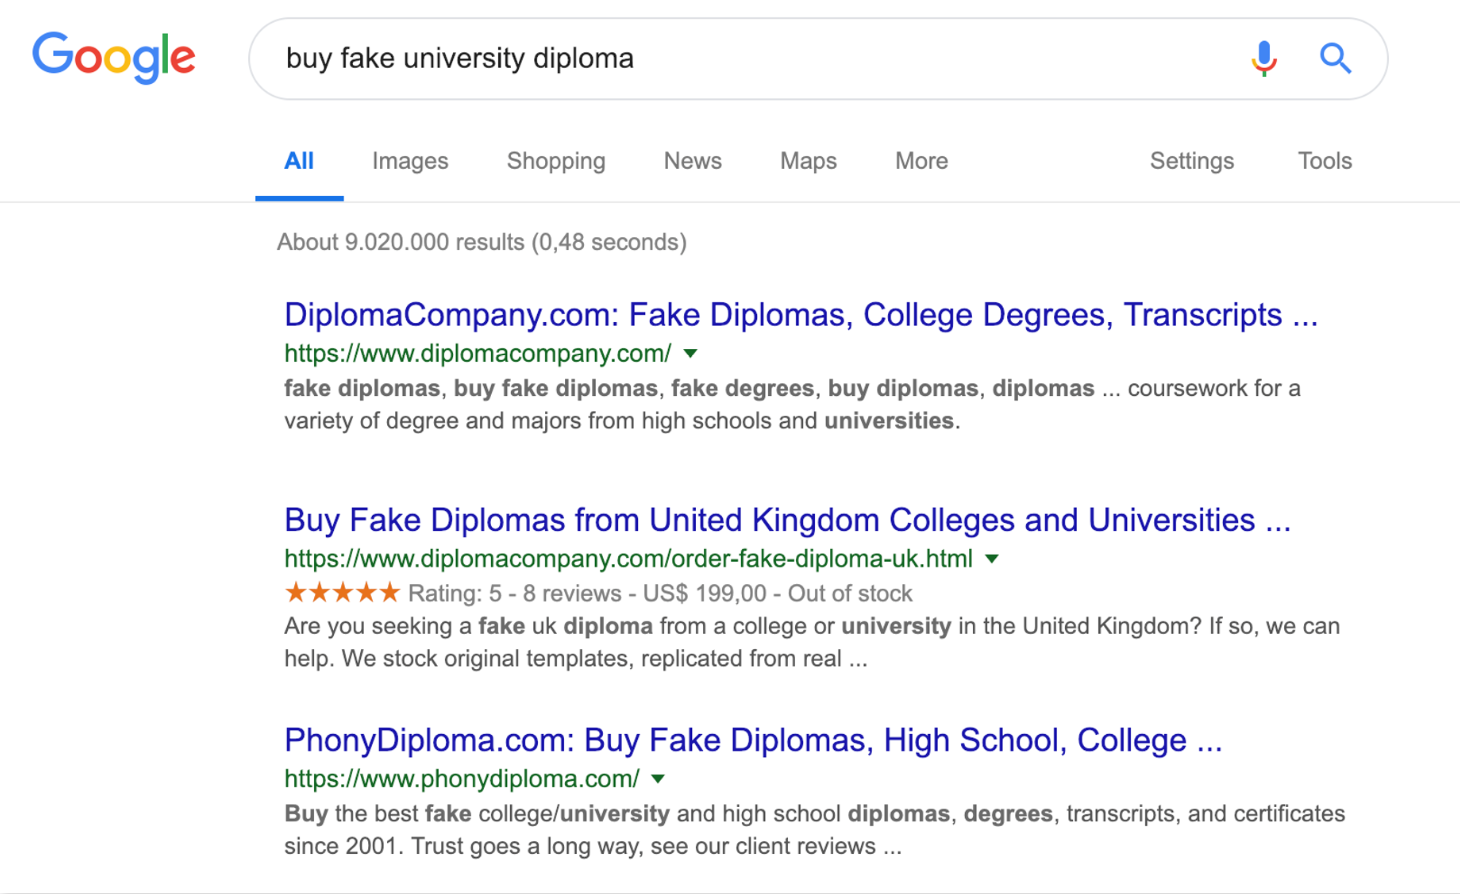 Google
buy fake university diploma
All Images Shopping News Maps More Settings Tools
About 9.020.000 results (0,48 seconds)
DiplomaCompany.com: Fake Diplomas, College Degrees, Transcripts ...
https://www.diplomacompany.com/
fake diplomas, buy fake diplomas, fake degrees, buy diplomas, diplomas ... coursework for a
variety of degree and majors from high schools and universities.
Buy Fake Diplomas from United Kingdom Colleges and Universities ...
https://www.diplomacompany.com/order-fake-diploma-uk.html
★★★★★ Rating: 5 - 8 reviews - US$ 199,00 - Out of stock
Are you seeking a fake uk diploma from a college or university in the United Kingdom? If so, we can
help. We stock original templates, replicated from real ...
PhonyDiploma.com: Buy Fake Diplomas, High School, College ...
https://www.phonydiploma.com/
Buy the best fake college/university and high school diplomas, degrees, transcripts, and certificates
since 2001. Trust goes a long way, see our client reviews ...